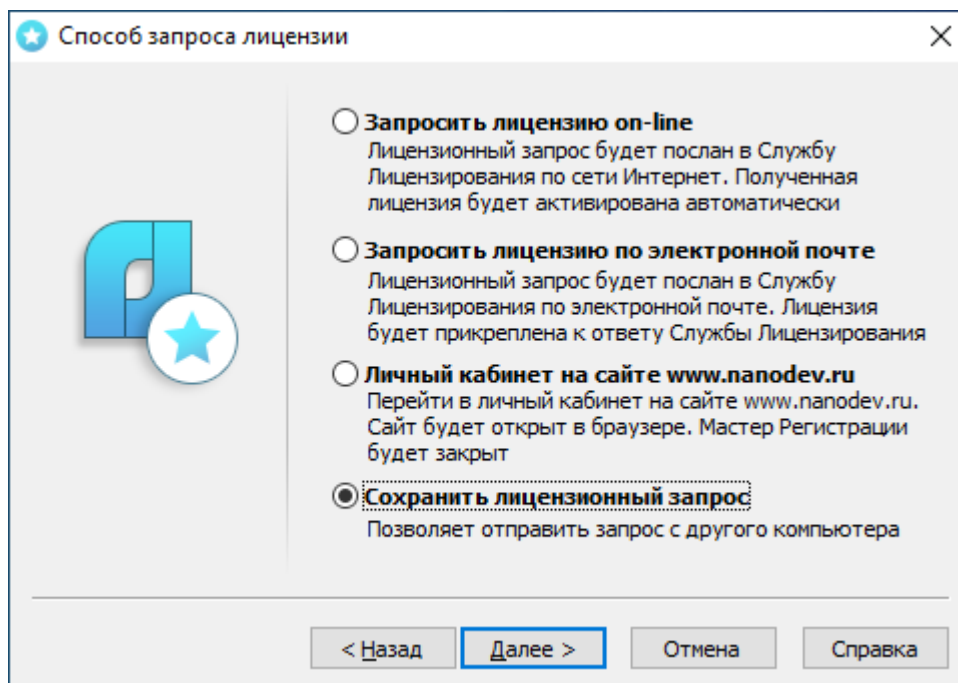 Способ запроса лицензии
Запросить лицензию on-line
Лицензионный запрос будет послан в Службу
Лицензирования по сети Интернет. Полученная
лицензия будет активирована автоматически
Запросить лицензию по электронной почте
Лицензионный запрос будет послан в Службу
Лицензирования по электронной почте. Лицензия
будет прикреплена к ответу Службы Лицензирования
Личный кабинет на сайте www.nanodev.ru
Перейти в личный кабинет на сайте www.nanodev.ru.
Сайт будет открыт в браузере. Мастер Регистрации
будет закрыт
Сохранить лицензионный запрос
Позволяет отправить запрос с другого компьютера
< Назад Далее > Отмена Справка